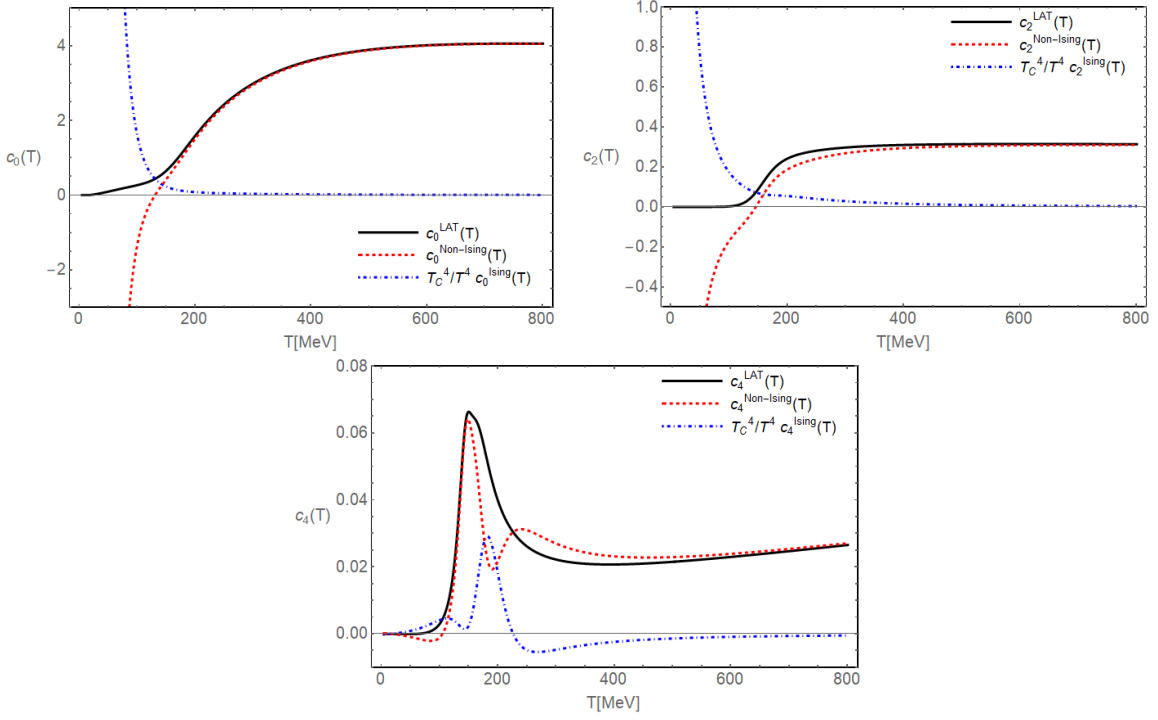 4
2
0
−2
c₀(T)
c₀ᴸᴬᵀ(T)
c₀ᴺᵒⁿ⁻ᴵˢⁱⁿᵍ(T)
T_C⁴/T⁴ c₀ᴵˢⁱⁿᵍ(T)
0 200 400 600 800
T[MeV]
1.0
0.8
0.6
0.4
0.2
0.0
−0.2
−0.4
c₂(T)
c₂ᴸᴬᵀ(T)
c₂ᴺᵒⁿ⁻ᴵˢⁱⁿᵍ(T)
T_C⁴/T⁴ c₂ᴵˢⁱⁿᵍ(T)
0 200 400 600 800
T[MeV]
0.08
0.06
0.04
0.02
0.00
c₄(T)
c₄ᴸᴬᵀ(T)
c₄ᴺᵒⁿ⁻ᴵˢⁱⁿᵍ(T)
T_C⁴/T⁴ c₄ᴵˢⁱⁿᵍ(T)
0 200 400 600 800
T[MeV]